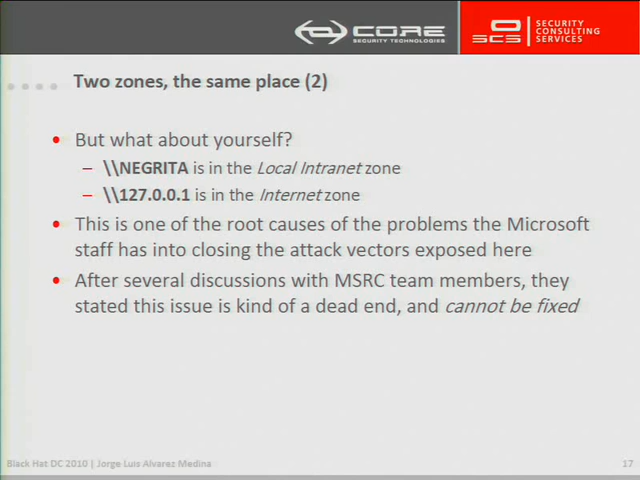 CORE
SECURITY TECHNOLOGIES
SCS
SECURITY
CONSULTING
SERVICES
Two zones, the same place (2)
• But what about yourself?
– \\NEGRITA is in the Local Intranet zone
– \\127.0.0.1 is in the Internet zone
• This is one of the root causes of the problems the Microsoft
staff has into closing the attack vectors exposed here
• After several discussions with MSRC team members, they
stated this issue is kind of a dead end, and cannot be fixed
Black Hat DC 2010 | Jorge Luis Alvarez Medina
17